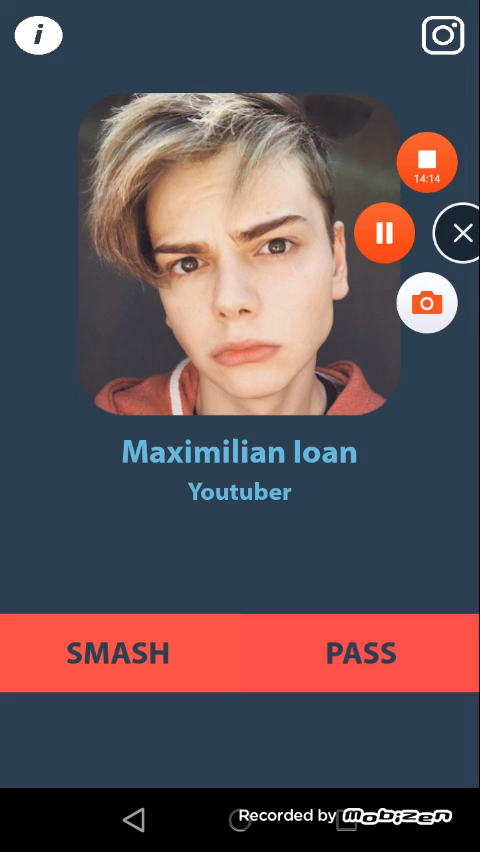 i
14:14
Maximilian Ioan
Youtuber
SMASH
PASS
Recorded by mobizen